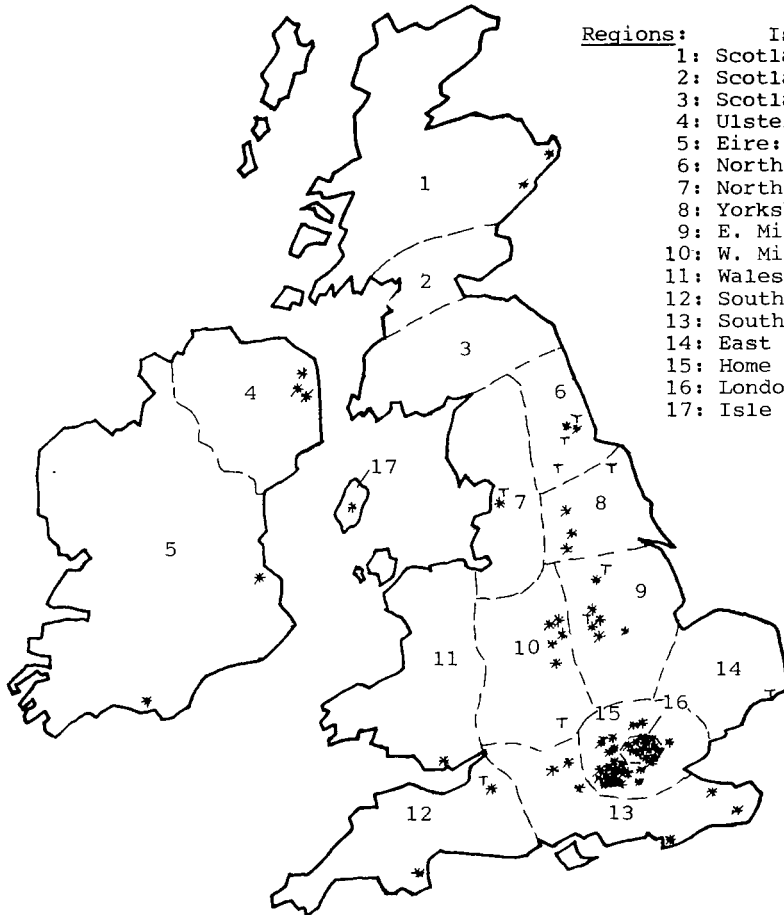 Regions: Is
1: Scotla
2: Scotla
3: Scotla
4: Ulste
5: Eire:
6: North
7: North
8: Yorks
9: E. Mi
10: W. Mi
11: Wales
12: South
13: South
14: East
15: Home
16: Londo
17: Isle
1
2
3
4
6
17
7
8
5
9
10
11
14
15
16
12
13